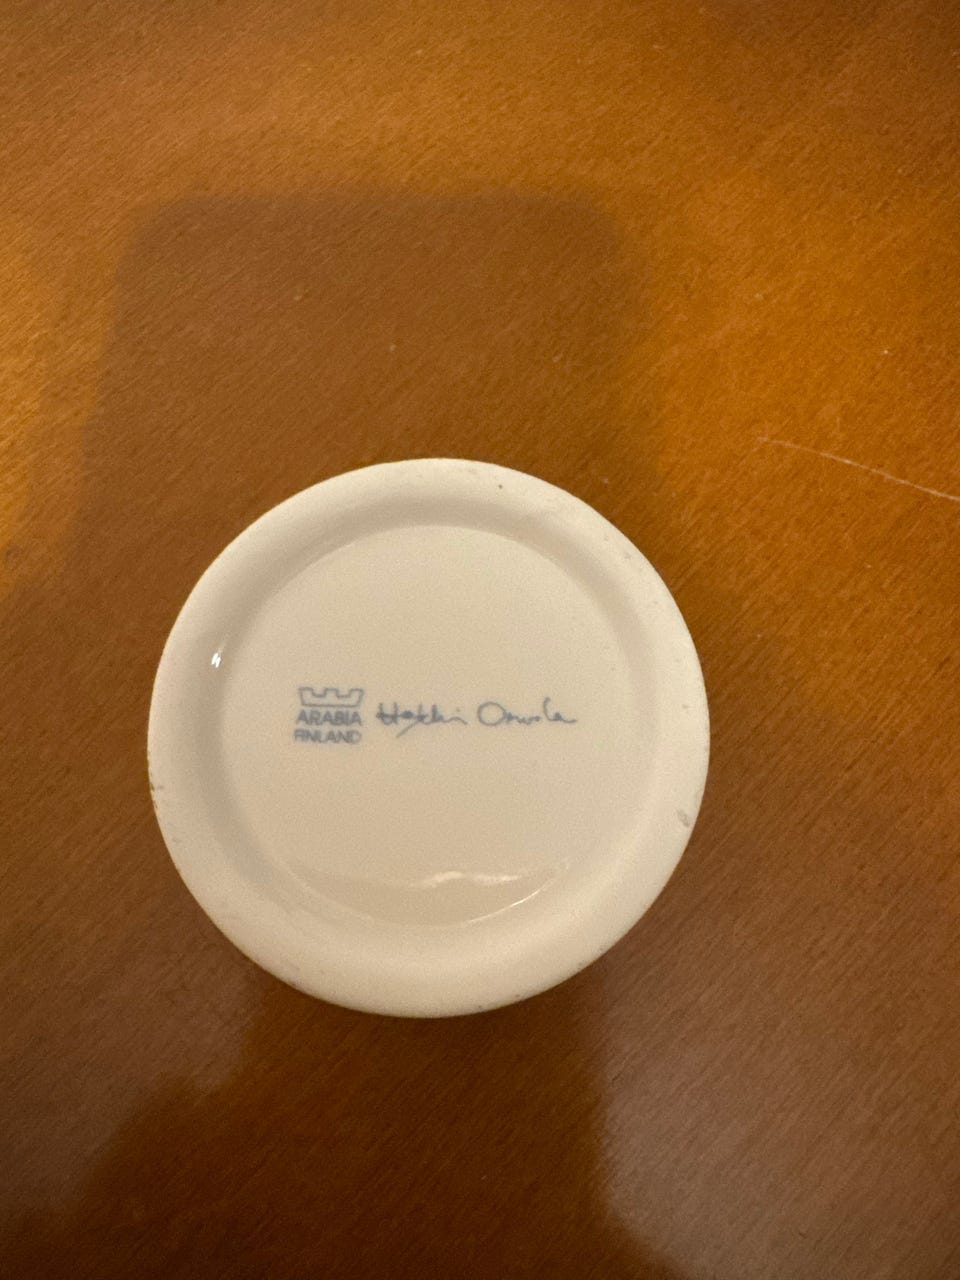 ARABIA
FINLAND
Heikki Orvola